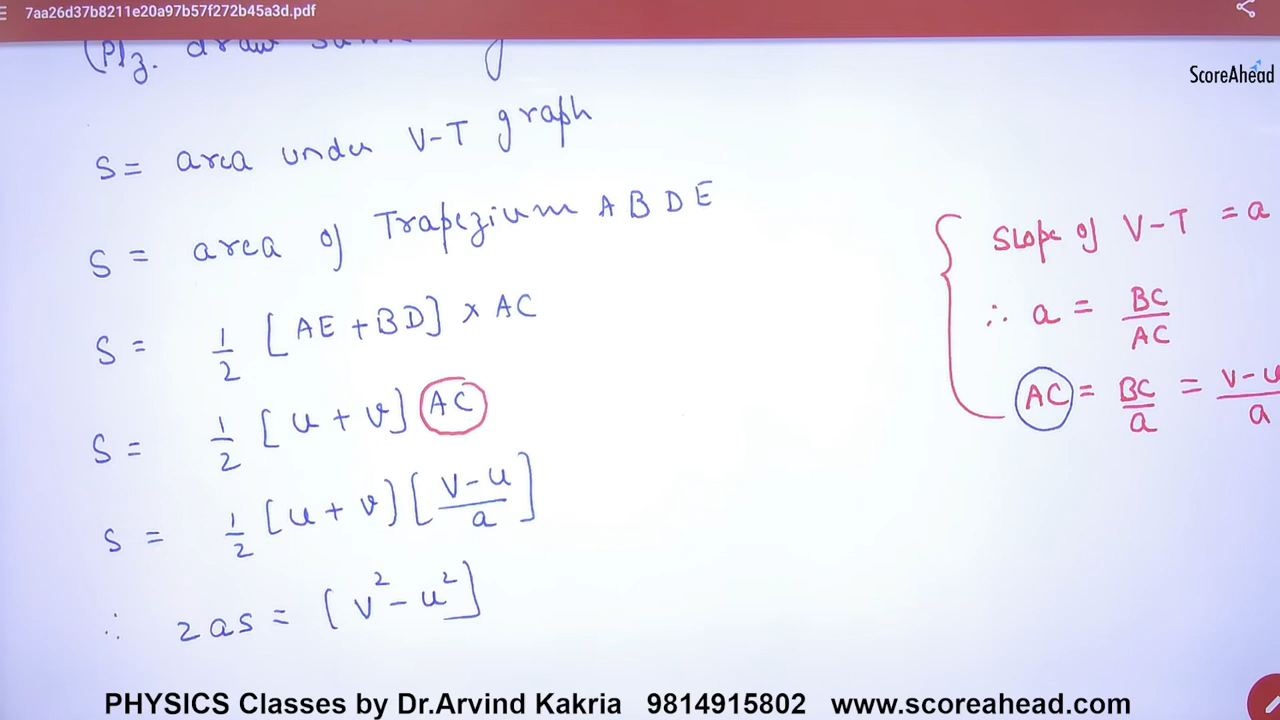 7aa26d37b8211e20a97b57f272b45a3d.pdf
ScoreAhead
(Plz. draw
S = area under V-T graph
S = area of Trapezium A B D E
S = 1/2 [AE + BD] × AC
S = 1/2 [u + v] AC
S = 1/2 [u + v) [v-u/a]
∴ 2as = [v² - u²]
Slope of V-T = a
∴ a = BC/AC
AC = BC/a = v-u/a
PHYSICS Classes by Dr.Arvind Kakria 9814915802 www.scoreahead.com